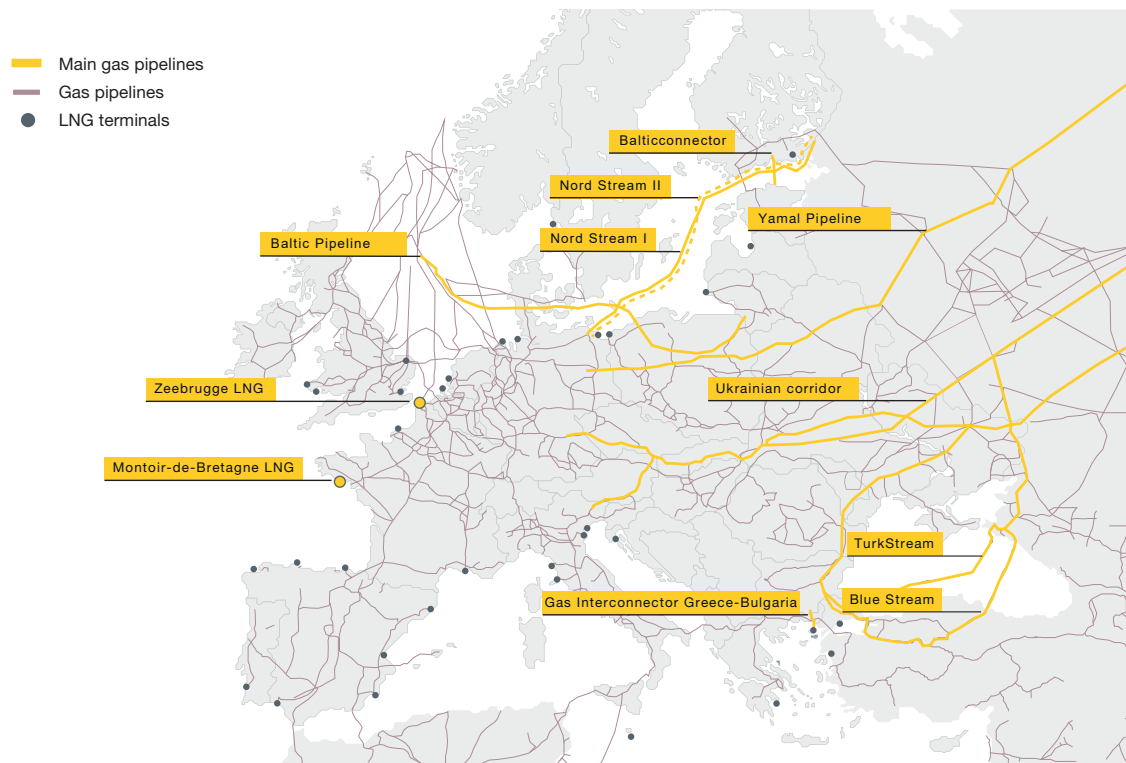 Main gas pipelines
Gas pipelines
LNG terminals
Balticconnector
Nord Stream II
Yamal Pipeline
Nord Stream I
Baltic Pipeline
Zeebrugge LNG
Ukrainian corridor
Montoir-de-Bretagne LNG
TurkStream
Gas Interconnector Greece-Bulgaria
Blue Stream